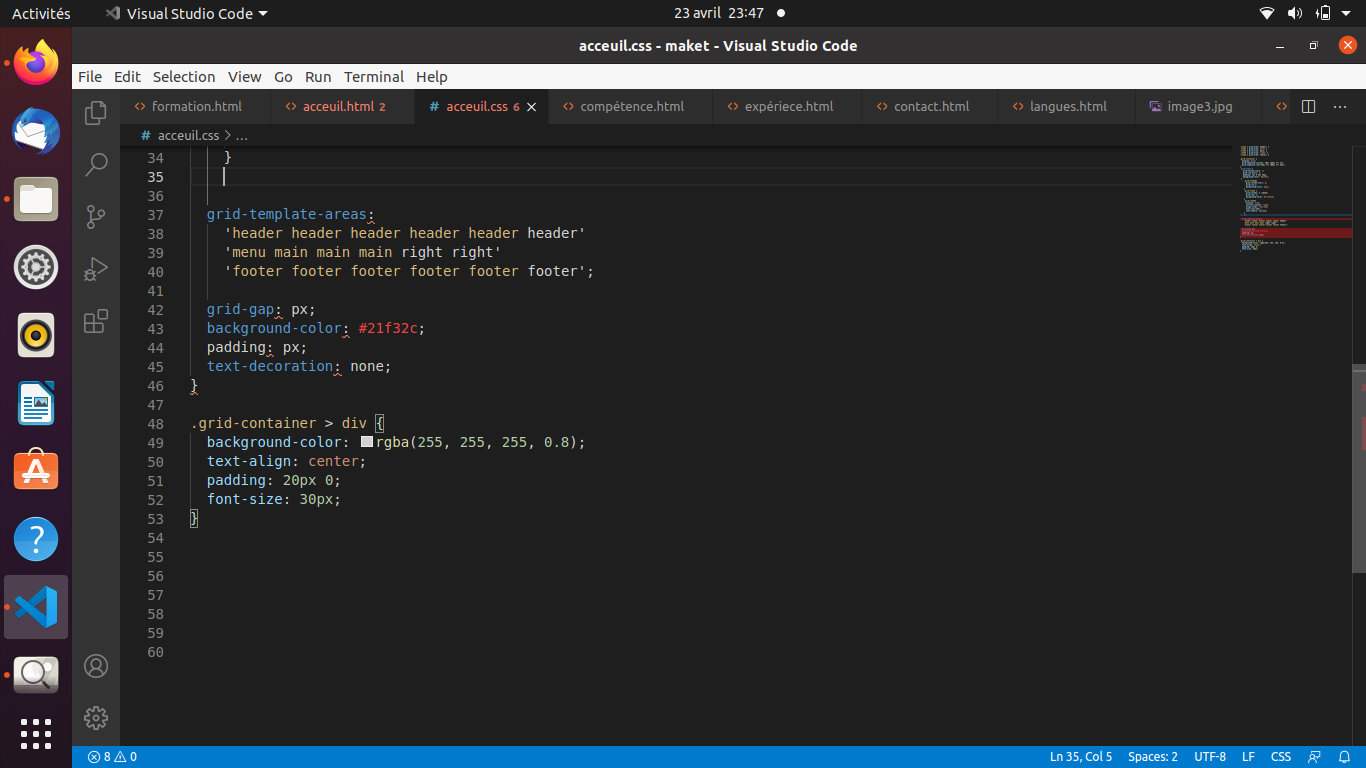 Activités
Visual Studio Code
23 avril 23:47
acceuil.css - maket - Visual Studio Code
File Edit Selection View Go Run Terminal Help
formation.html
acceuil.html 2
# acceuil.css 6
compétence.html
expériece.html
contact.html
langues.html
image3.jpg
# acceuil.css > ...
34 }
35
36
37 grid-template-areas:
38 'header header header header header header'
39 'menu main main main right right'
40 'footer footer footer footer footer footer';
41
42 grid-gap: px;
43 background-color: #21f32c;
44 padding: px;
45 text-decoration: none;
46 }
47
48 .grid-container > div {
49 background-color: rgba(255, 255, 255, 0.8);
50 text-align: center;
51 padding: 20px 0;
52 font-size: 30px;
53 }
54
55
56
57
58
59
60
8 0
Ln 35, Col 5
Spaces: 2
UTF-8
LF
CSS